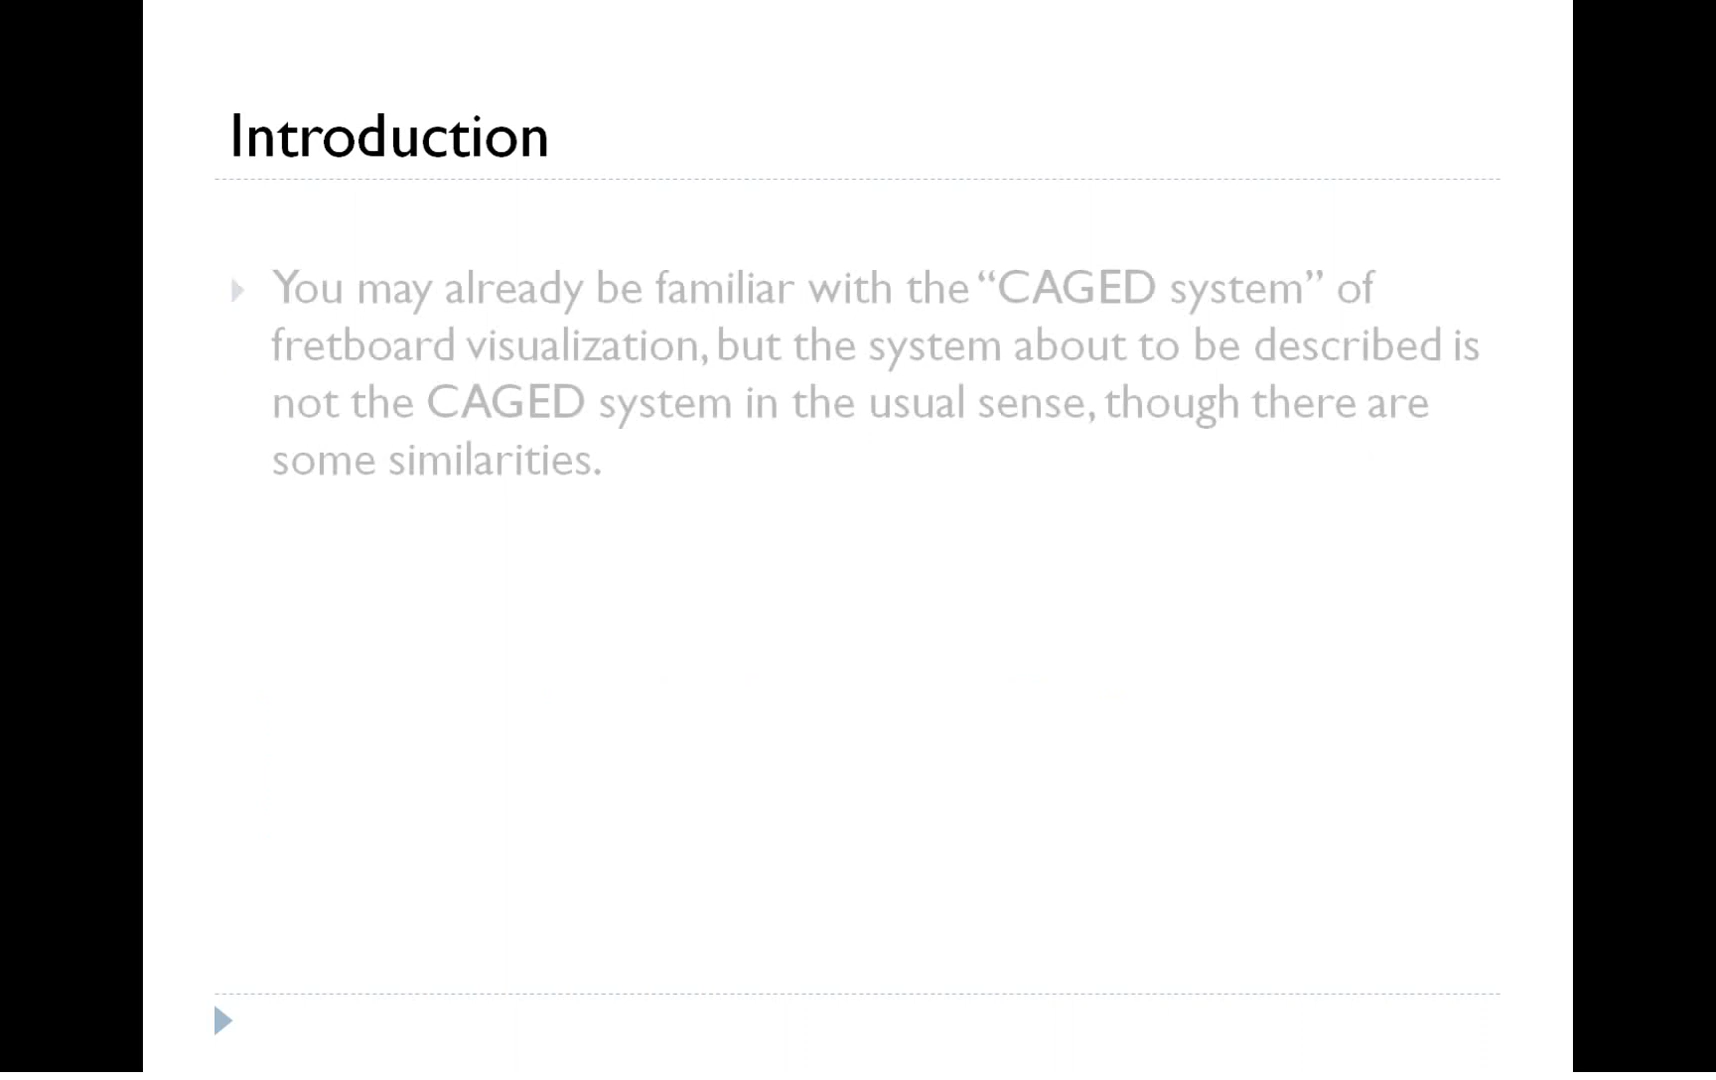 Introduction
You may already be familiar with the “CAGED system” of
fretboard visualization, but the system about to be described is
not the CAGED system in the usual sense, though there are
some similarities.